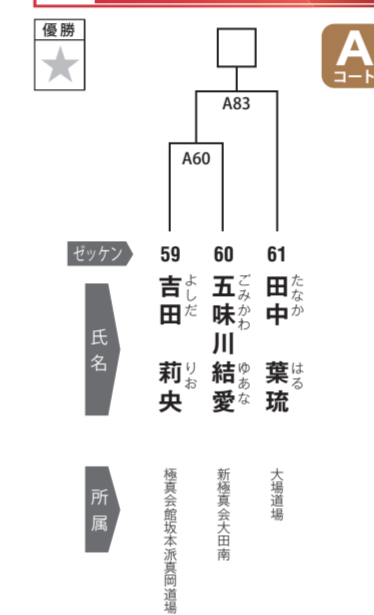 優勝
A
コート
A83
A60
ゼッケン
59
60
61
氏名
吉田 莉央
よしだ りお
五味川 結愛
ごみかわ ゆあな
田中 葉琉
たなか はる
所属
極真会館坂本派真岡道場
新極真会大田南
大場道場